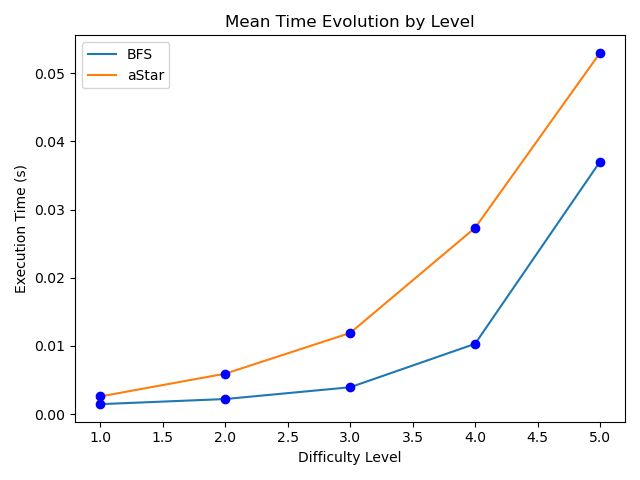 Mean Time Evolution by Level
BFS
aStar
0.05
0.04
0.03
0.02
0.01
0.00
Execution Time (s)
1.0 1.5 2.0 2.5 3.0 3.5 4.0 4.5 5.0
Difficulty Level